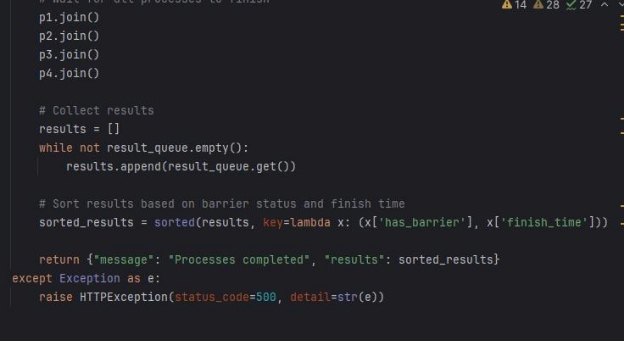 # Wait for all processes to finish
14 28 27
p1.join()
p2.join()
p3.join()
p4.join()
# Collect results
results = []
while not result_queue.empty():
results.append(result_queue.get())
# Sort results based on barrier status and finish time
sorted_results = sorted(results, key=lambda x: (x['has_barrier'], x['finish_time']))
return {"message": "Processes completed", "results": sorted_results}
except Exception as e:
raise HTTPException(status_code=500, detail=str(e))